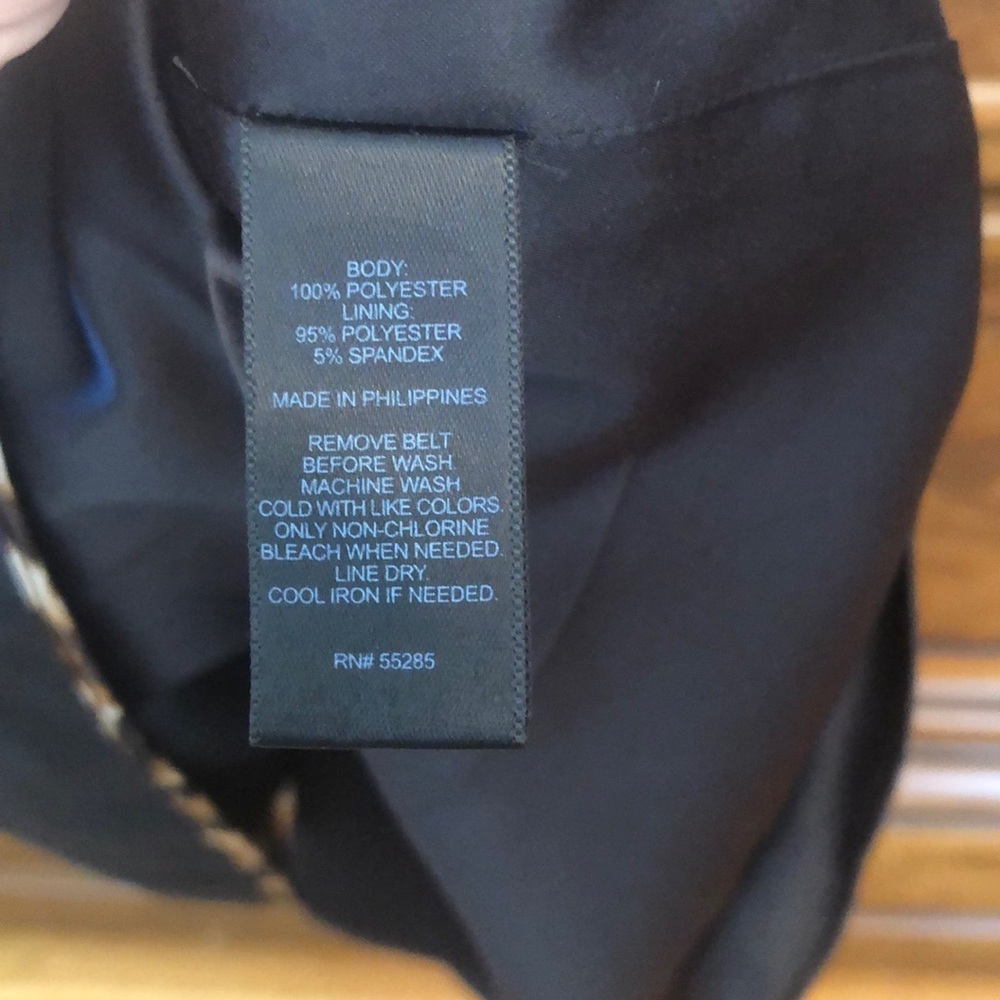 BODY:
100% POLYESTER
LINING:
95% POLYESTER
5% SPANDEX
MADE IN PHILIPPINES
REMOVE BELT
BEFORE WASH.
MACHINE WASH
COLD WITH LIKE COLORS.
ONLY NON-CHLORINE
BLEACH WHEN NEEDED.
LINE DRY.
COOL IRON IF NEEDED.
RN# 55285